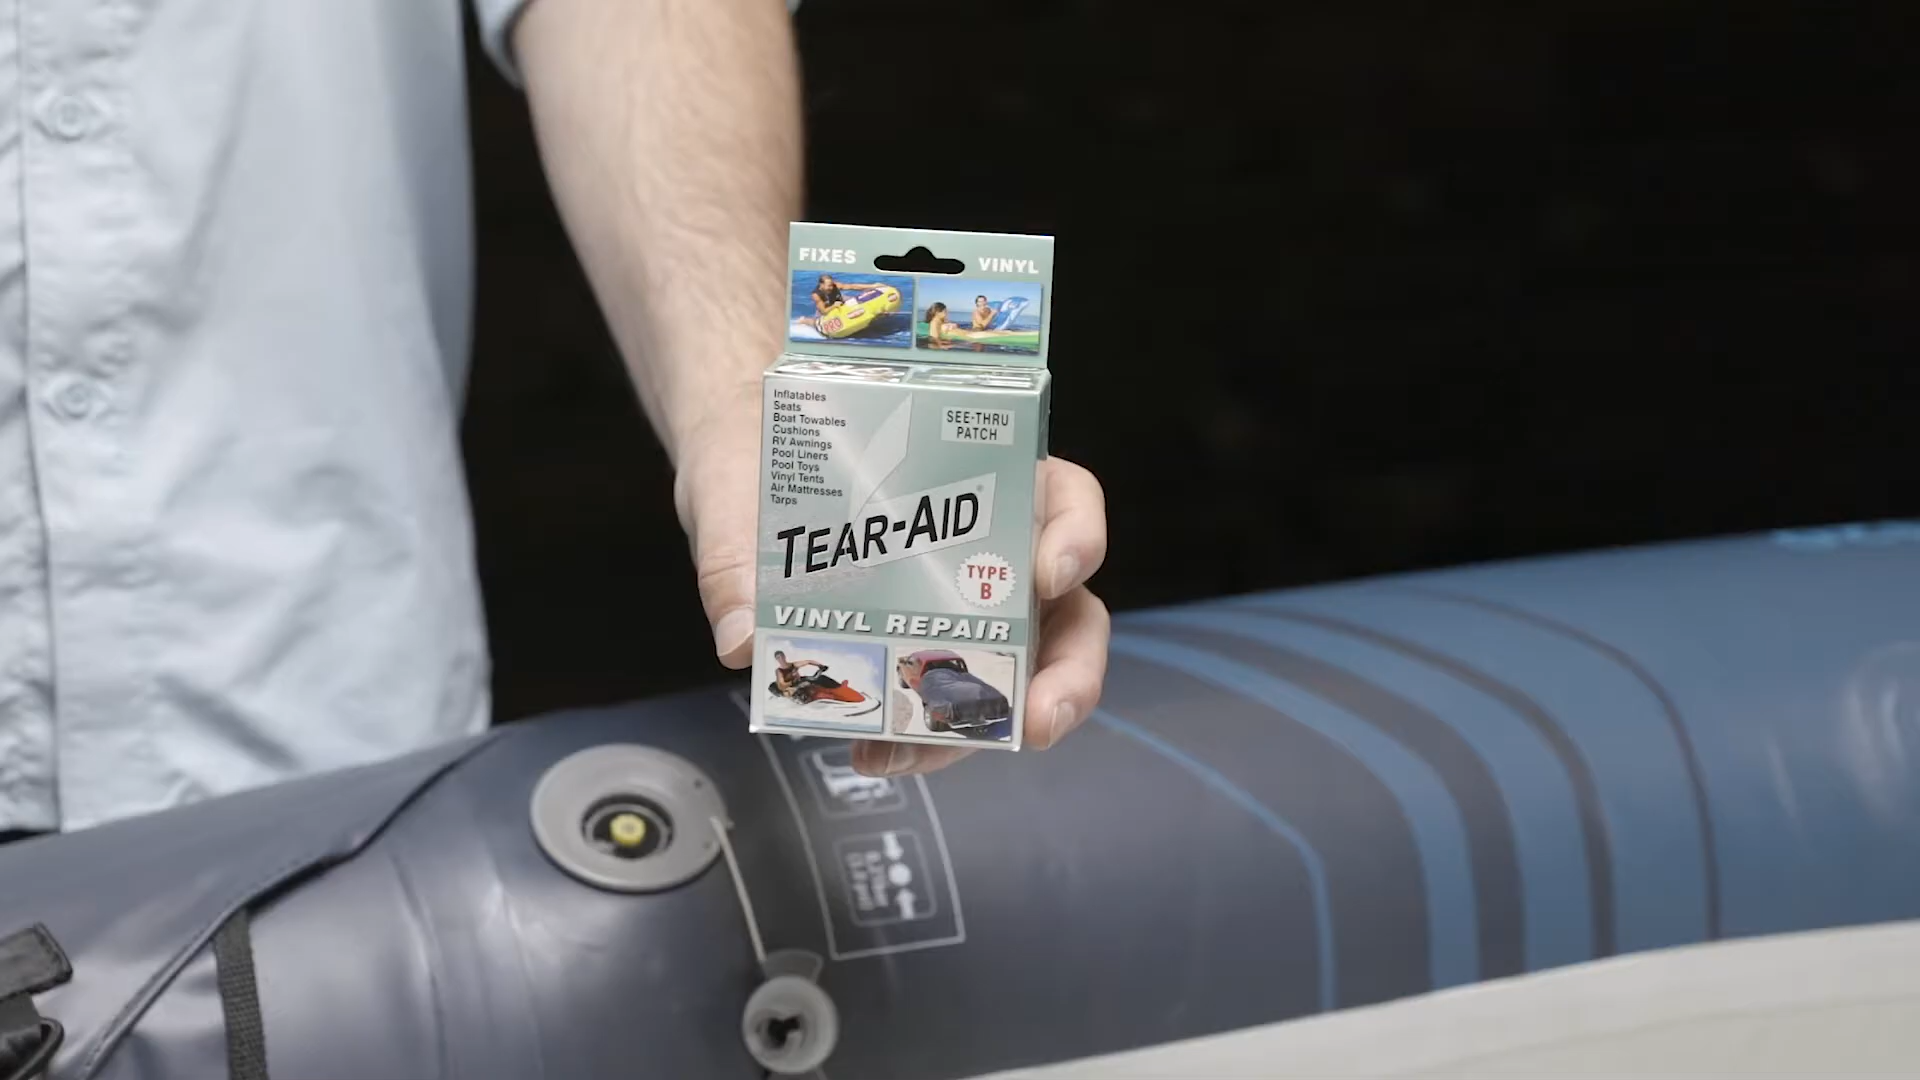 FIXES VINYL
Inflatables
Seats
Boat Towables
Cushions
RV Awnings
Pool Liners
Pool Toys
Vinyl Tents
Air Mattresses
Tarps
SEE-THRU
PATCH
TEAR-AID®
TYPE
B
VINYL REPAIR